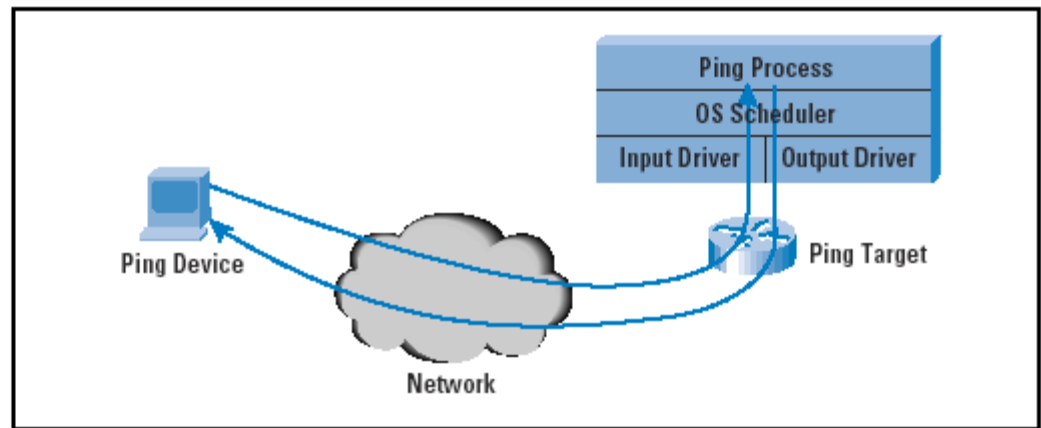 Ping Process
OS Scheduler
Input Driver
Output Driver
Ping Device
Ping Target
Network